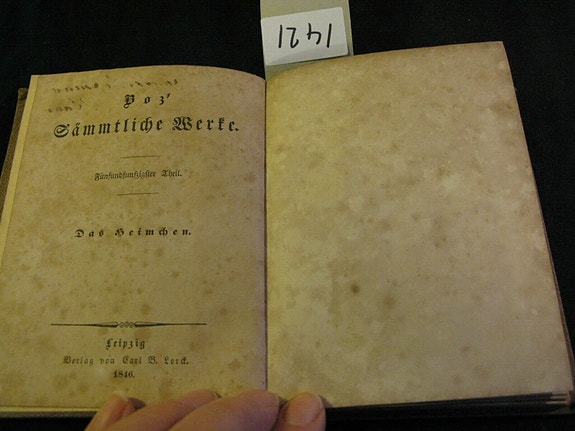 1421
Boz'
Sämmtliche Werke.
Fünfundfunfzigster Theil.
Das Heimchen.
Leipzig
Verlag von Carl B. Lorck.
1846.